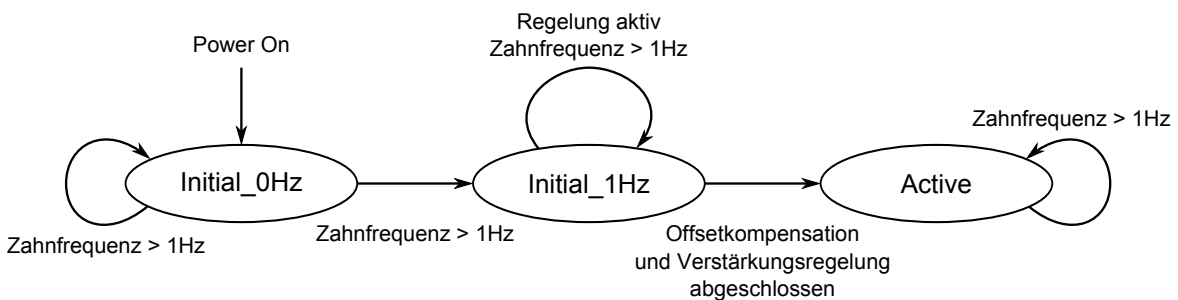 Regelung aktiv
Zahnfrequenz > 1Hz
Power On
Zahnfrequenz > 1Hz
Initial_0Hz
Initial_1Hz
Active
Zahnfrequenz > 1Hz
Zahnfrequenz > 1Hz
Offsetkompensation
und Verstärkungsregelung
abgeschlossen